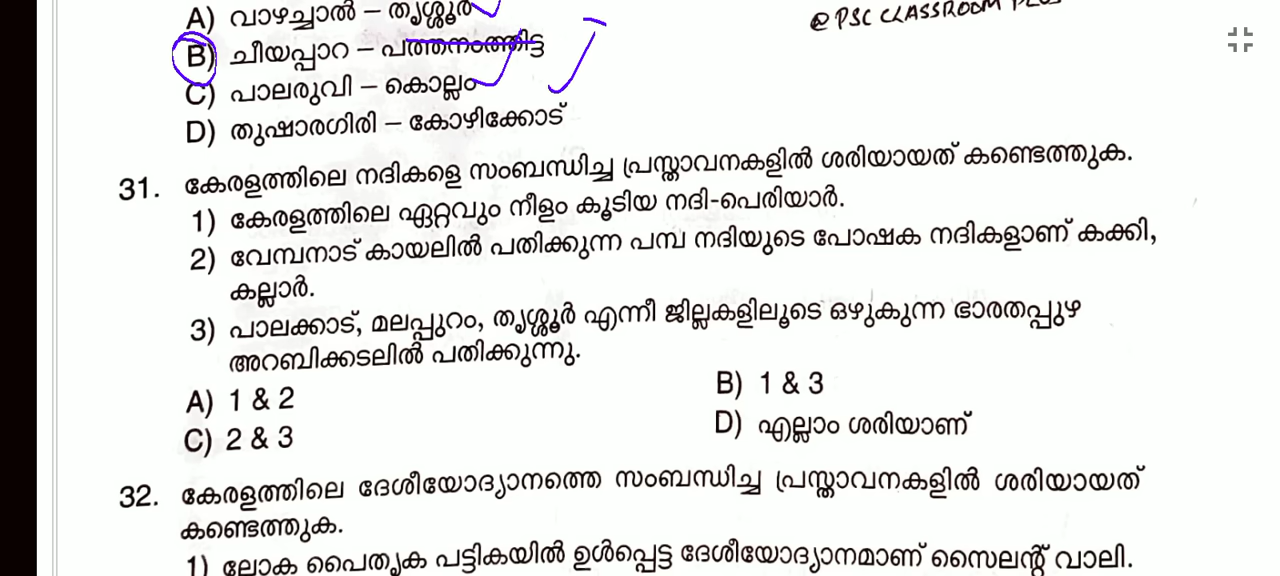 A) വാഴച്ചാൽ – തൃശ്ശൂർ
@PSC CLASSROOM
B) ചീയപ്പാറ – പത്തനംത്തിട്ട
C) പാലരുവി – കൊല്ലം
D) തുഷാരഗിരി – കോഴിക്കോട്
31. കേരളത്തിലെ നദികളെ സംബന്ധിച്ച പ്രസ്താവനകളിൽ ശരിയായത് കണ്ടെത്തുക.
1) കേരളത്തിലെ ഏറ്റവും നീളം കൂടിയ നദി-പെരിയാർ.
2) വേമ്പനാട് കായലിൽ പതിക്കുന്ന പമ്പ നദിയുടെ പോഷക നദികളാണ് കക്കി,
കല്ലാർ.
3) പാലക്കാട്, മലപ്പുറം, തൃശ്ശൂർ എന്നീ ജില്ലകളിലൂടെ ഒഴുകുന്ന ഭാരതപ്പുഴ
അറബിക്കടലിൽ പതിക്കുന്നു.
A) 1 & 2
B) 1 & 3
C) 2 & 3
D) എല്ലാം ശരിയാണ്
32. കേരളത്തിലെ ദേശീയോദ്യാനത്തെ സംബന്ധിച്ച പ്രസ്താവനകളിൽ ശരിയായത്
കണ്ടെത്തുക.
1) ലോക പൈതൃക പട്ടികയിൽ ഉൾപ്പെട്ട ദേശീയോദ്യാനമാണ് സൈലന്റ് വാലി.